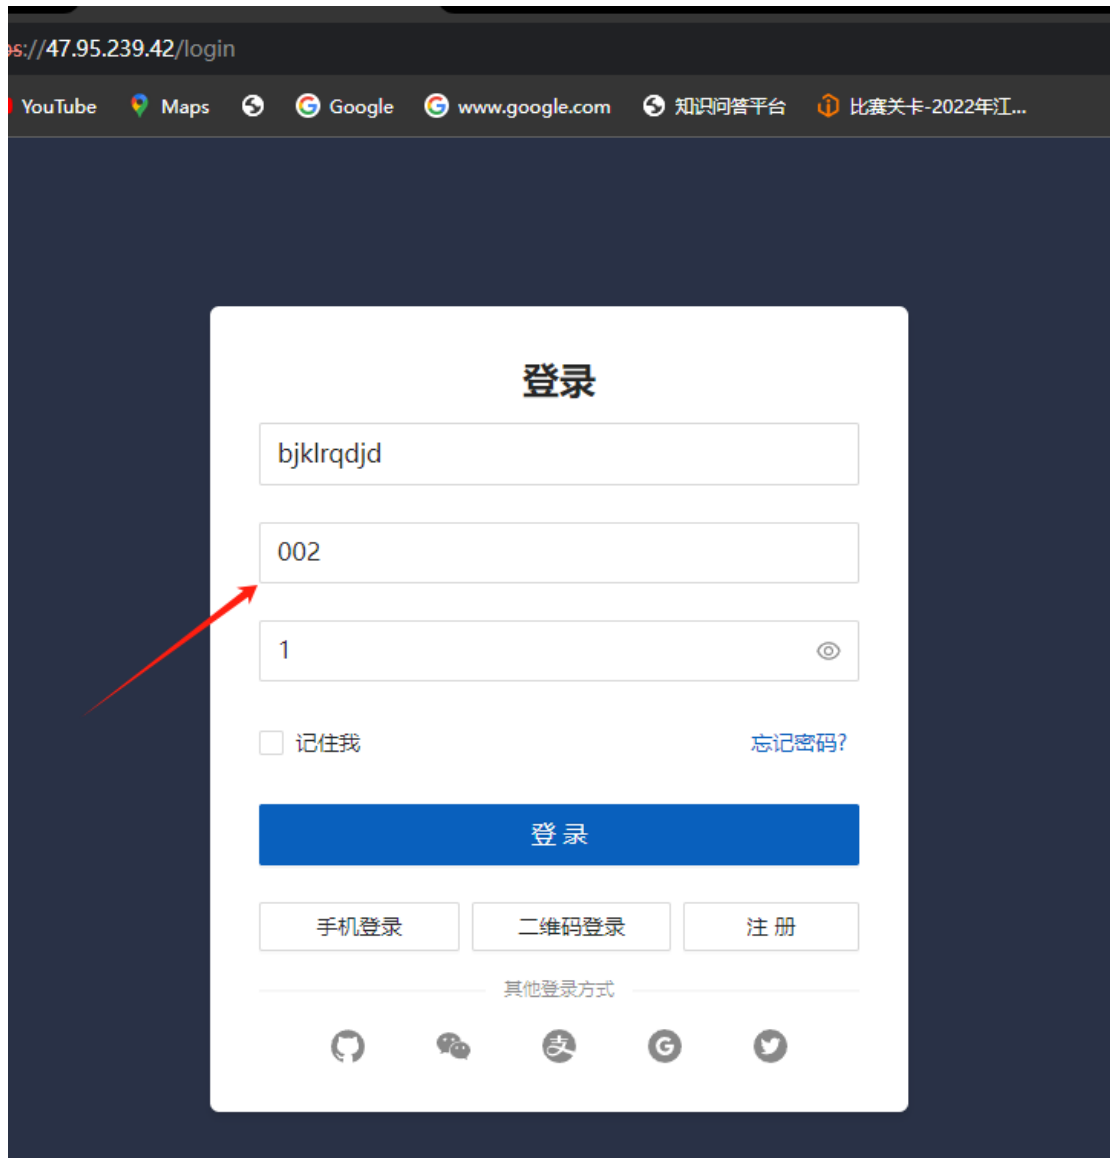 ps://47.95.239.42/login
YouTube Maps Google www.google.com 知识问答平台 比赛关卡-2022年江...
登录
bjklrqdjd
002
1
记住我 忘记密码?
登 录
手机登录 二维码登录 注 册
其他登录方式